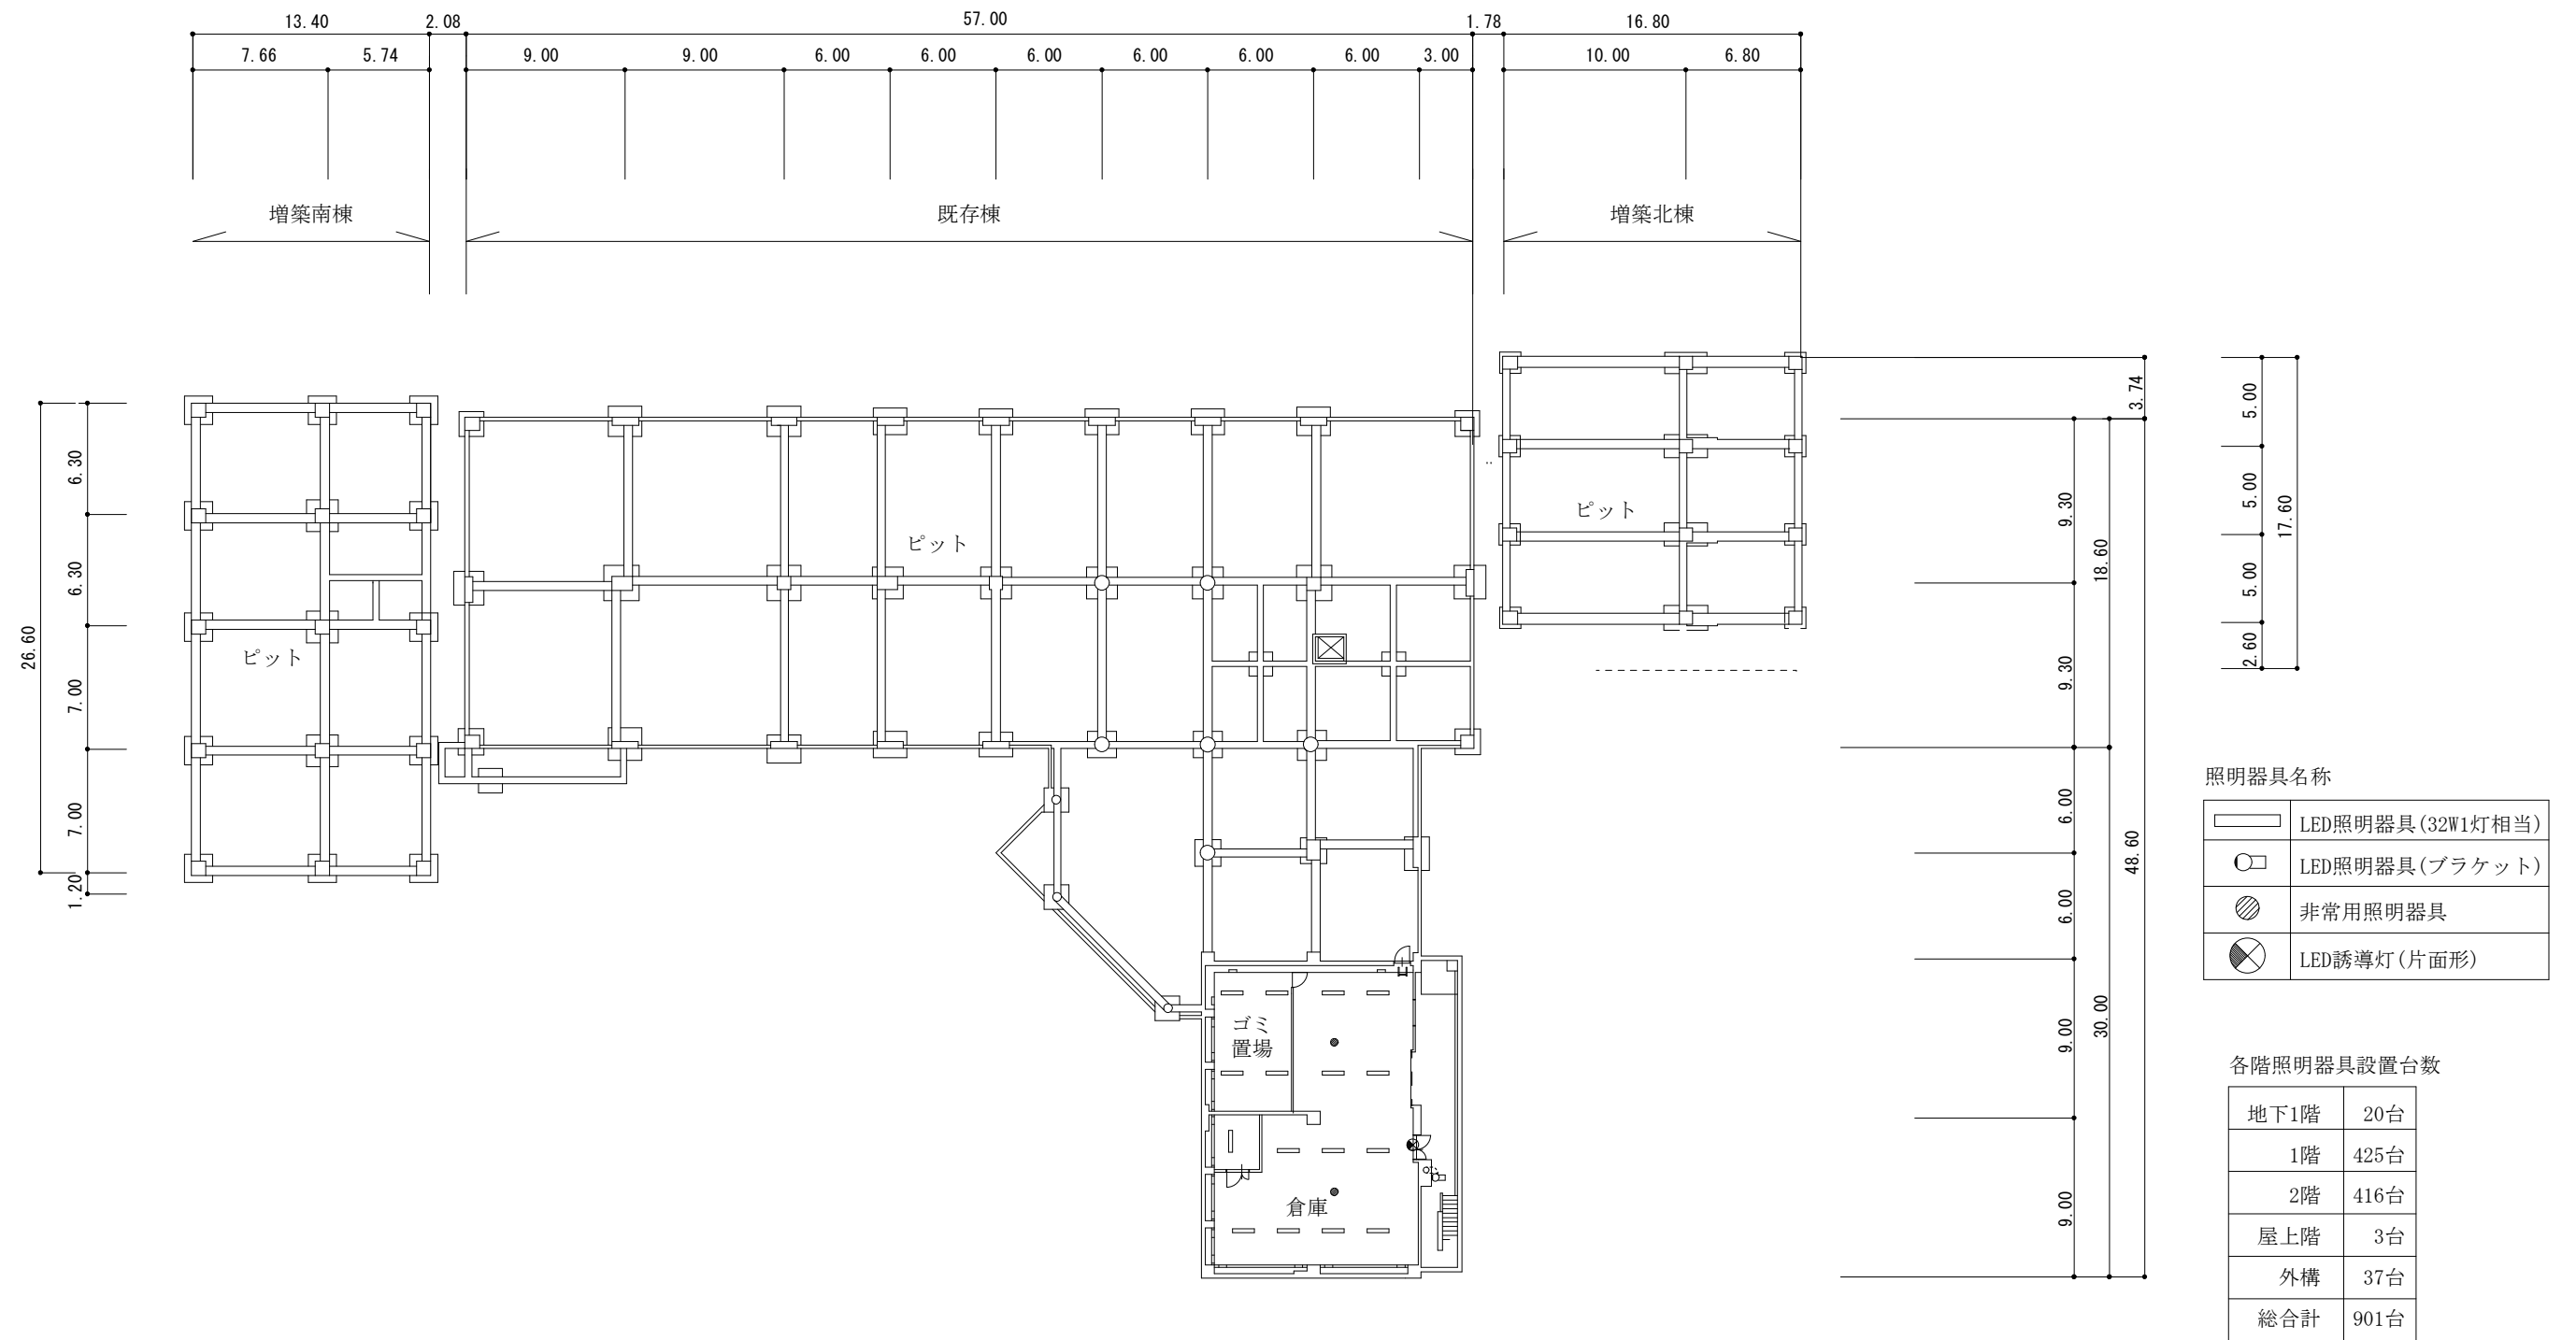 13.40
2.08
57.00
1.78
16.80
7.66
5.74
9.00
9.00
6.00
6.00
6.00
6.00
6.00
6.00
3.00
10.00
6.80
増築南棟
既存棟
増築北棟
3.74
5.00
6.30
9.30
5.00
17.60
ピット
ピット
18.60
6.30
5.00
26.60
ピット
2.60
9.30
7.00
照明器具名称
6.00
7.00
LED照明器具(32W1灯相当)
48.60
LED照明器具(ブラケット)
1.20
6.00
非常用照明器具
LED誘導灯(片面形)
ゴミ
置場
9.00
30.00
各階照明器具設置台数
地下1階 20台
1階 425台
2階 416台
倉庫
9.00
屋上階 3台
外構 37台
総合計 901台